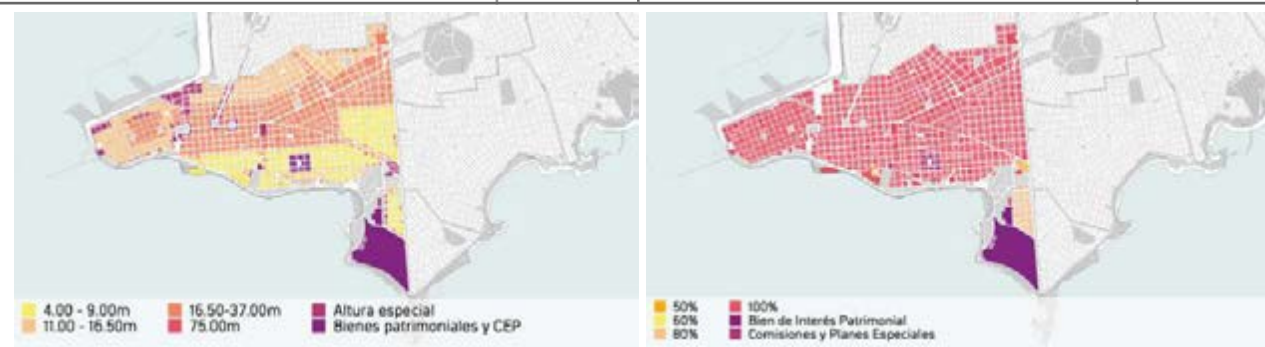 4.00 - 9.00m
11.00 - 16.50m
16.50-37.00m
75.00m
Altura especial
Bienes patrimoniales y CEP
50%
60%
80%
100%
Bien de Interés Patrimonial
Comisiones y Planes Especiales